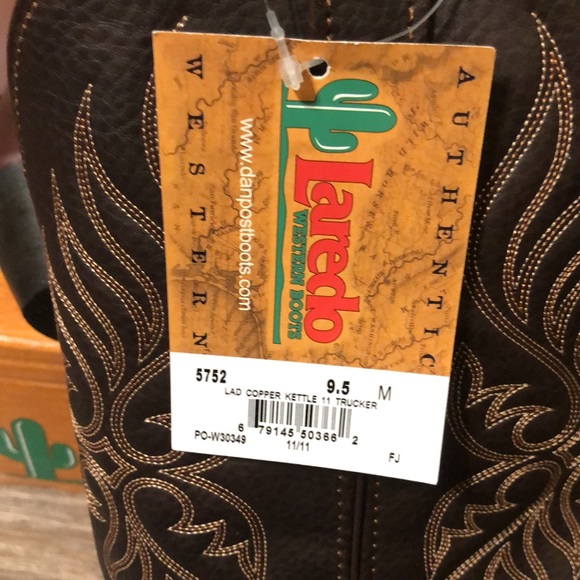 WESTERN
AUTHENTIC
Laredo
WESTERN BOOTS
www.danpostboots.com
5752 9.5 M
LAD COPPER KETTLE 11 TRUCKER
6 79145 50366 2
PO-W30349 11/11 FJ